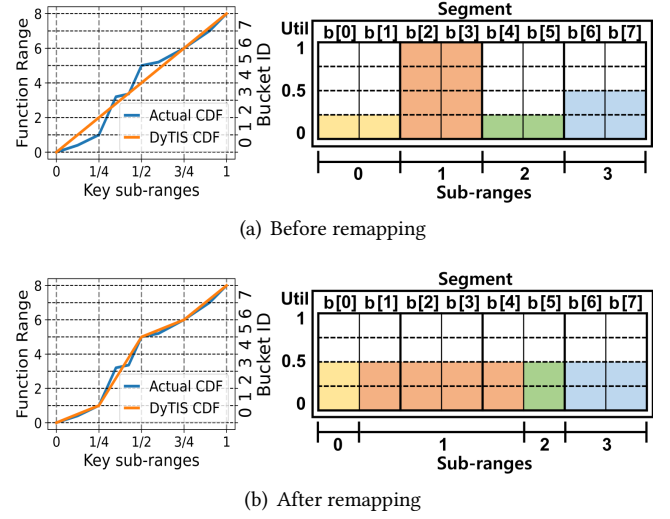 Segment
Util b[0] b[1] b[2] b[3] b[4] b[5] b[6] b[7]
1
0.5
0
0 1 2 3
Sub-ranges
Function Range
8
6
4
2
0
Actual CDF
DyTIS CDF
0 1/4 1/2 3/4 1
Key sub-ranges
Bucket ID
0 1 2 3 4 5 6 7
(a) Before remapping
Segment
Util b[0] b[1] b[2] b[3] b[4] b[5] b[6] b[7]
1
0.5
0
0 1 2 3
Sub-ranges
Function Range
8
6
4
2
0
Actual CDF
DyTIS CDF
0 1/4 1/2 3/4 1
Key sub-ranges
Bucket ID
0 1 2 3 4 5 6 7
(b) After remapping